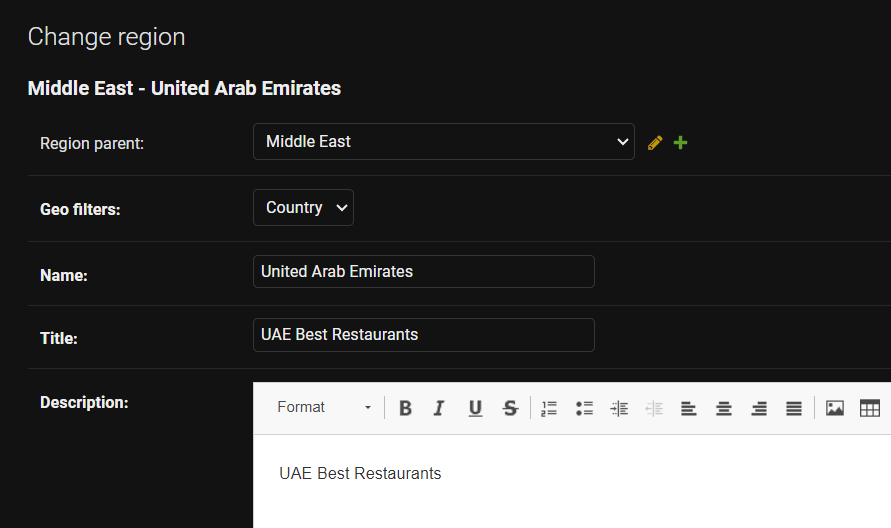 Change region
Middle East - United Arab Emirates
Region parent: Middle East
Geo filters: Country
Name: United Arab Emirates
Title: UAE Best Restaurants
Description: Format B I U S
UAE Best Restaurants